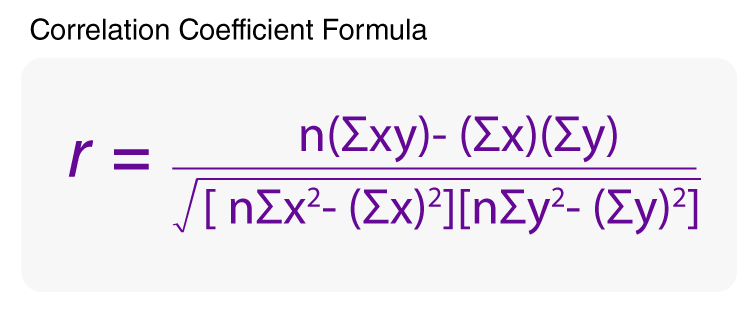 Correlation Coefficient Formula
r = n(Σxy)- (Σx)(Σy)
√[ nΣx²- (Σx)²][nΣy²- (Σy)²]